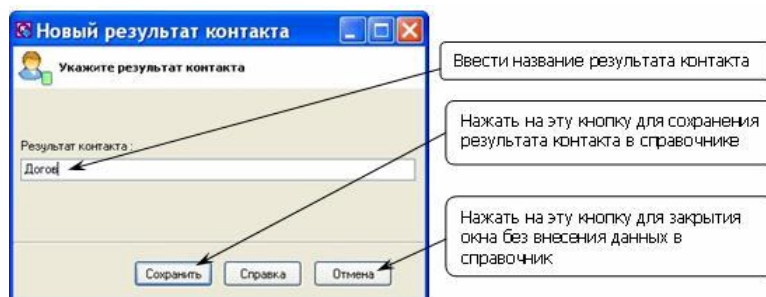 Новый результат контакта
Укажите результат контакта
Ввести название результата контакта
Результат контакта :
Догов
Нажать на эту кнопку для сохранения
результата контакта в справочнике
Нажать на эту кнопку для закрытия
окна без внесения данных в
справочник
Сохранить
Справка
Отмена